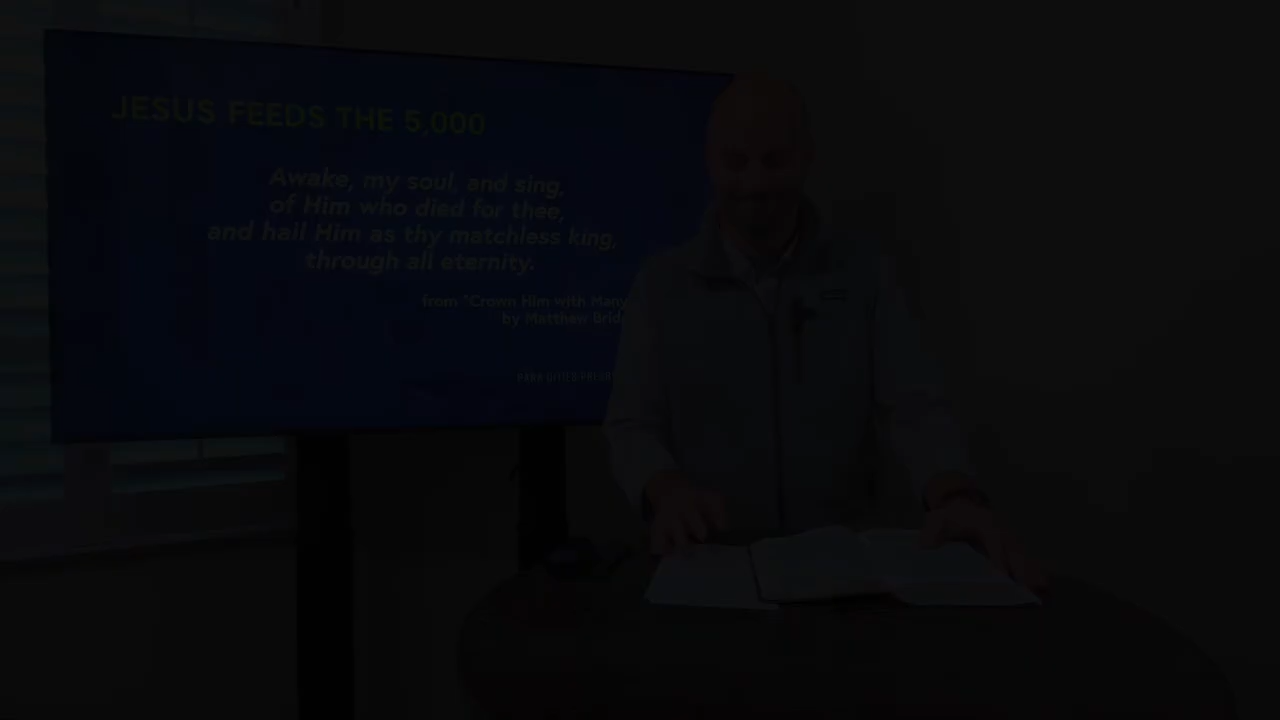 JESUS FEEDS THE 5,000
Awake, my soul, and sing,
of Him who died for thee,
and hail Him as thy matchless king,
through all eternity.
from "Crown Him with Many
by Matthew Brid